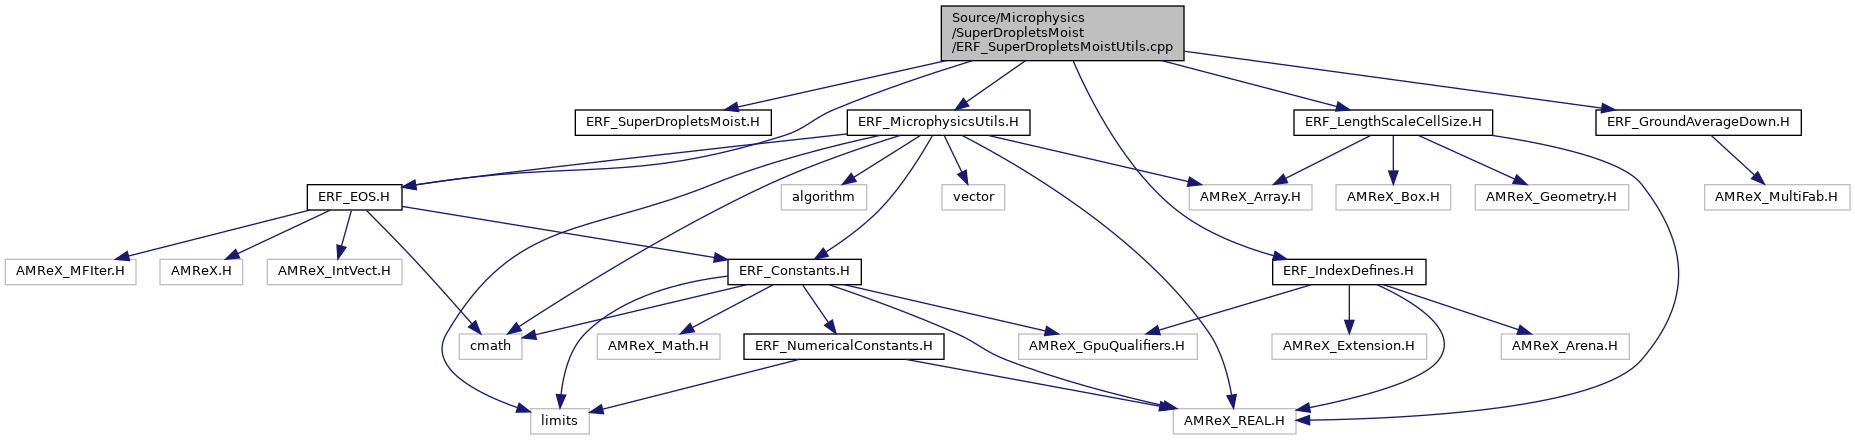 Source/Microphysics
/SuperDropletsMoist
/ERF_SuperDropletsMoistUtils.cpp
ERF_SuperDropletsMoist.H
ERF_MicrophysicsUtils.H
ERF_LengthScaleCellSize.H
ERF_GroundAverageDown.H
ERF_EOS.H
algorithm
vector
AMReX_Array.H
AMReX_Box.H
AMReX_Geometry.H
AMReX_MultiFab.H
AMReX_MFIter.H
AMReX.H
AMReX_IntVect.H
ERF_Constants.H
ERF_IndexDefines.H
cmath
AMReX_Math.H
ERF_NumericalConstants.H
AMReX_GpuQualifiers.H
AMReX_Extension.H
AMReX_Arena.H
limits
AMReX_REAL.H